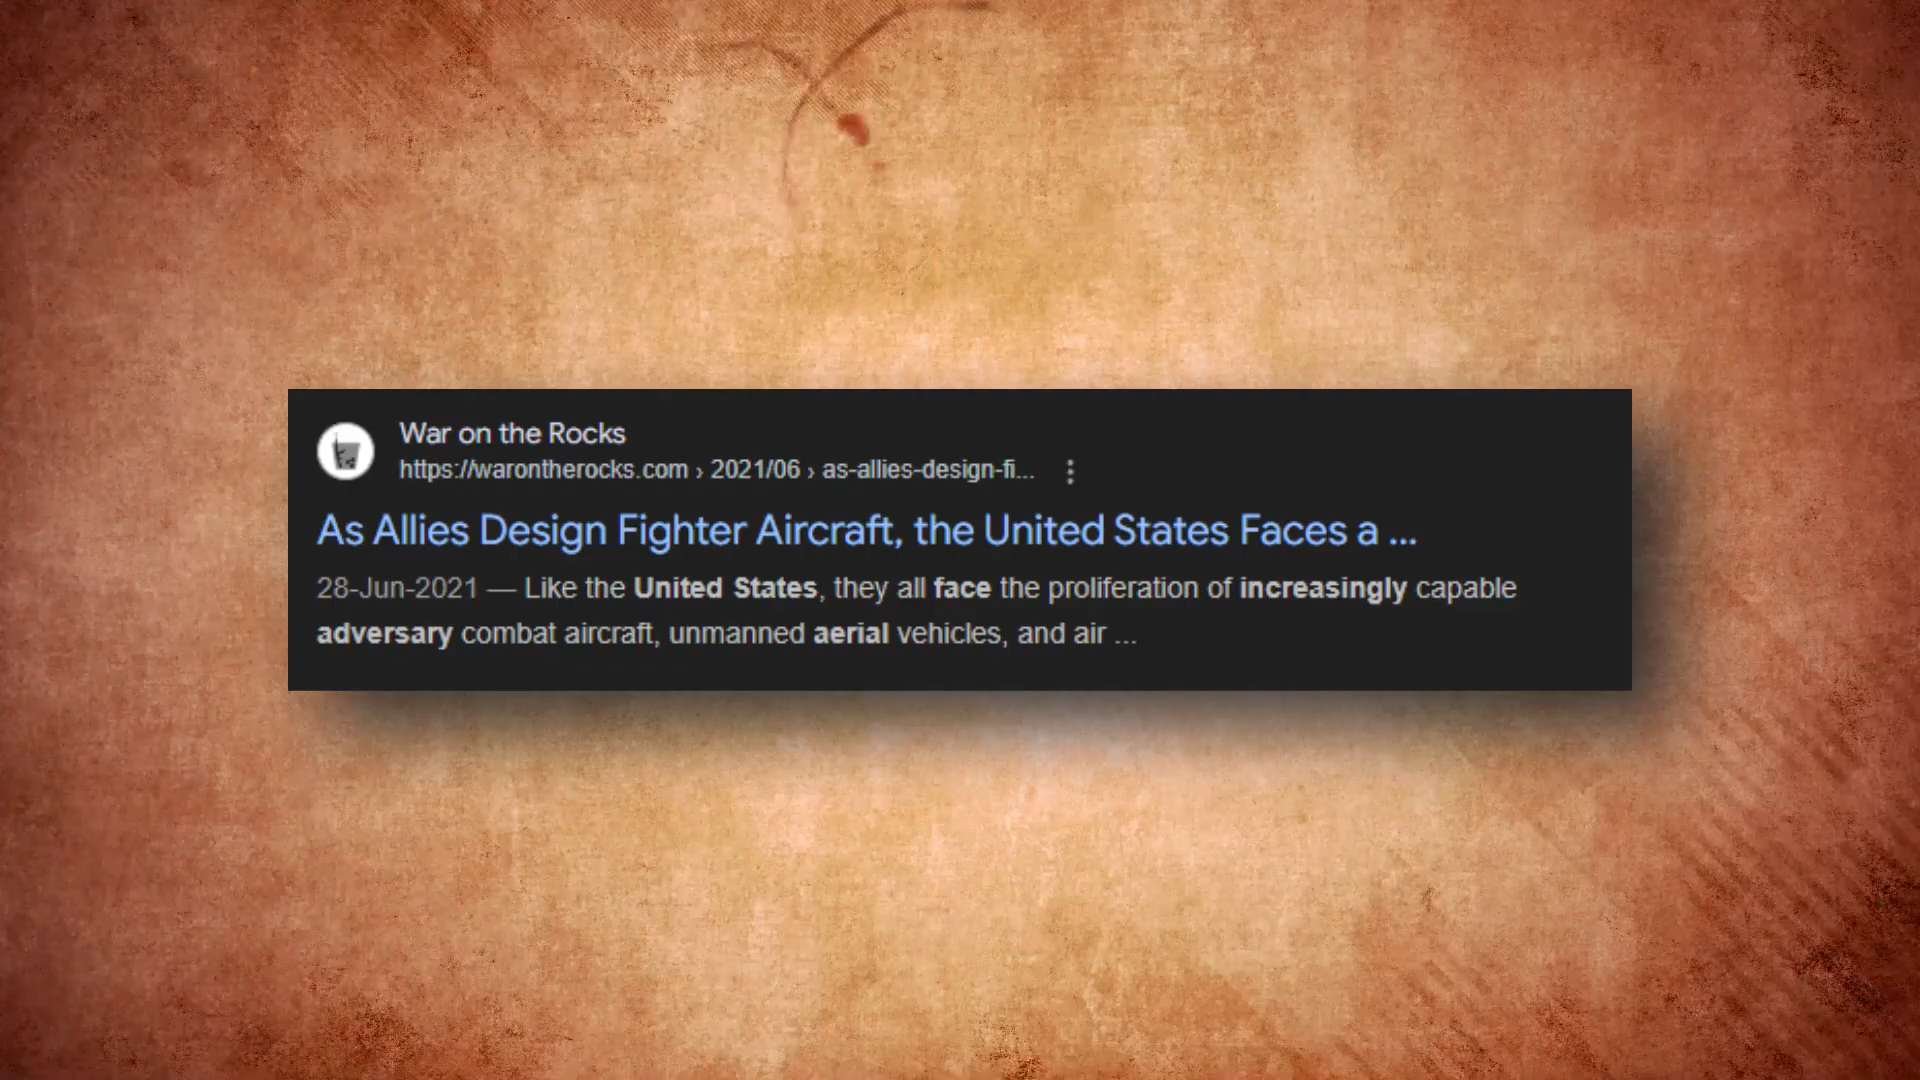 War on the Rocks
https://warontherocks.com › 2021/06 › as-allies-design-fi...
As Allies Design Fighter Aircraft, the United States Faces a ...
28-Jun-2021 — Like the United States, they all face the proliferation of increasingly capable
adversary combat aircraft, unmanned aerial vehicles, and air ...